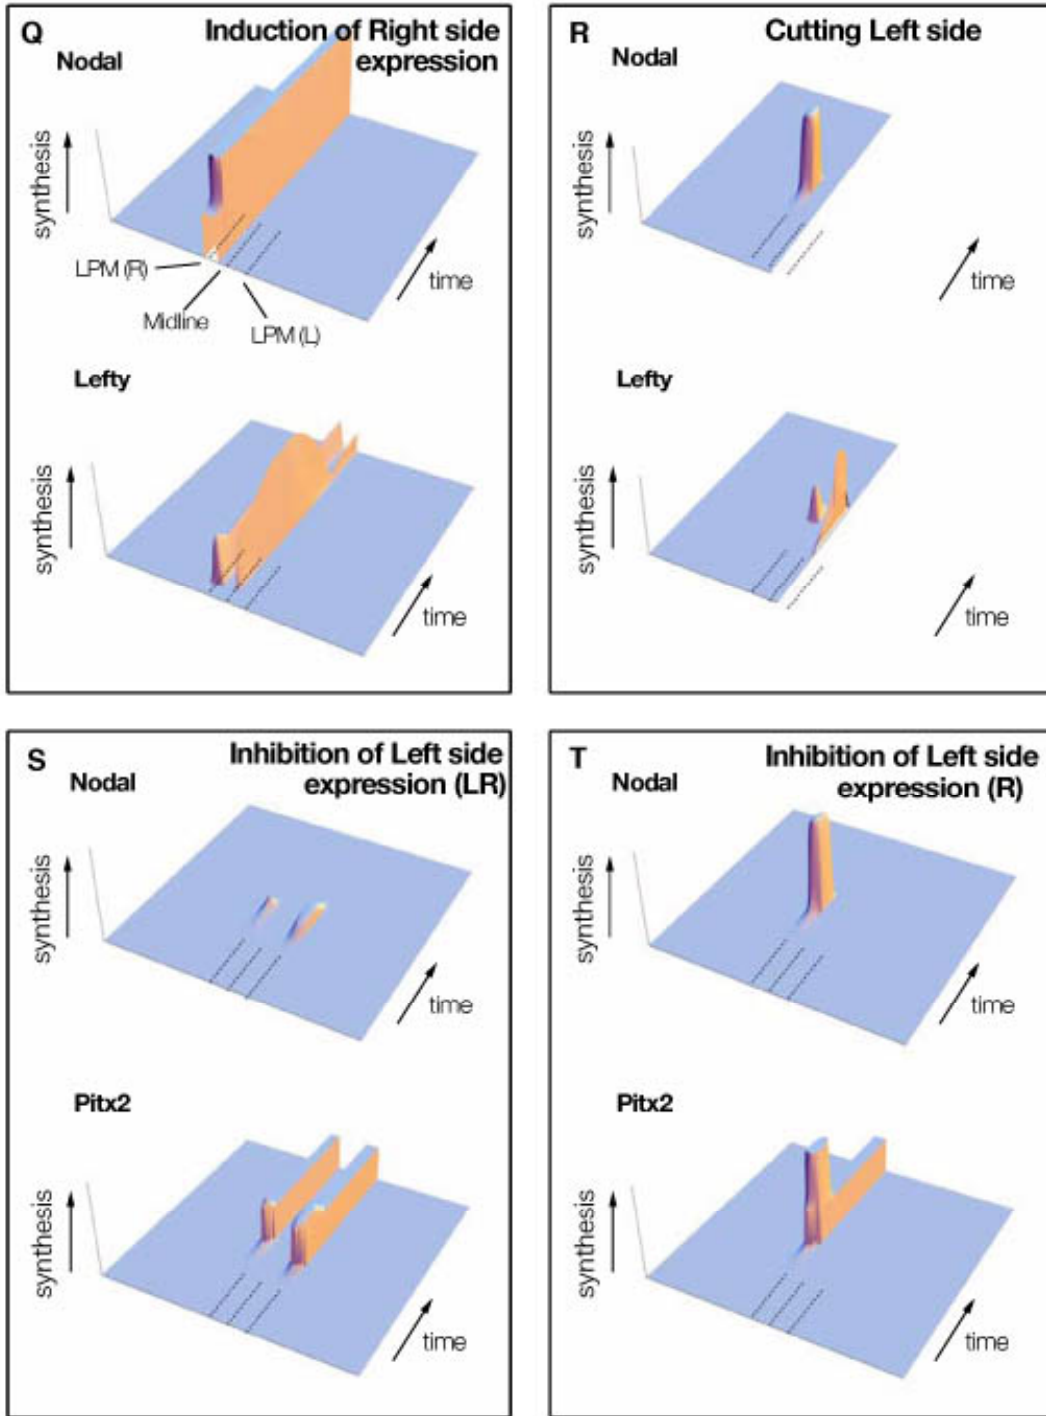 Q
Induction of Right side
expression
Nodal
synthesis
LPM (R)
Midline
LPM (L)
time
Lefty
synthesis
time
R
Cutting Left side
Nodal
synthesis
time
Lefty
synthesis
time
S
Inhibition of Left side
expression (LR)
Nodal
synthesis
time
Pitx2
synthesis
time
T
Inhibition of Left side
expression (R)
Nodal
synthesis
time
Pitx2
synthesis
time